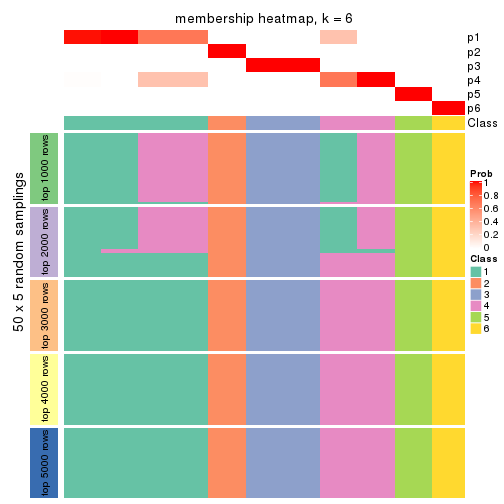 membership heatmap, k = 6
p1
p2
p3
p4
p5
p6
Class
50 x 5 random samplings
top 1000 rows
top 2000 rows
top 3000 rows
top 4000 rows
top 5000 rows
Prob
1
0.8
0.6
0.4
0.2
0
Class
1
2
3
4
5
6